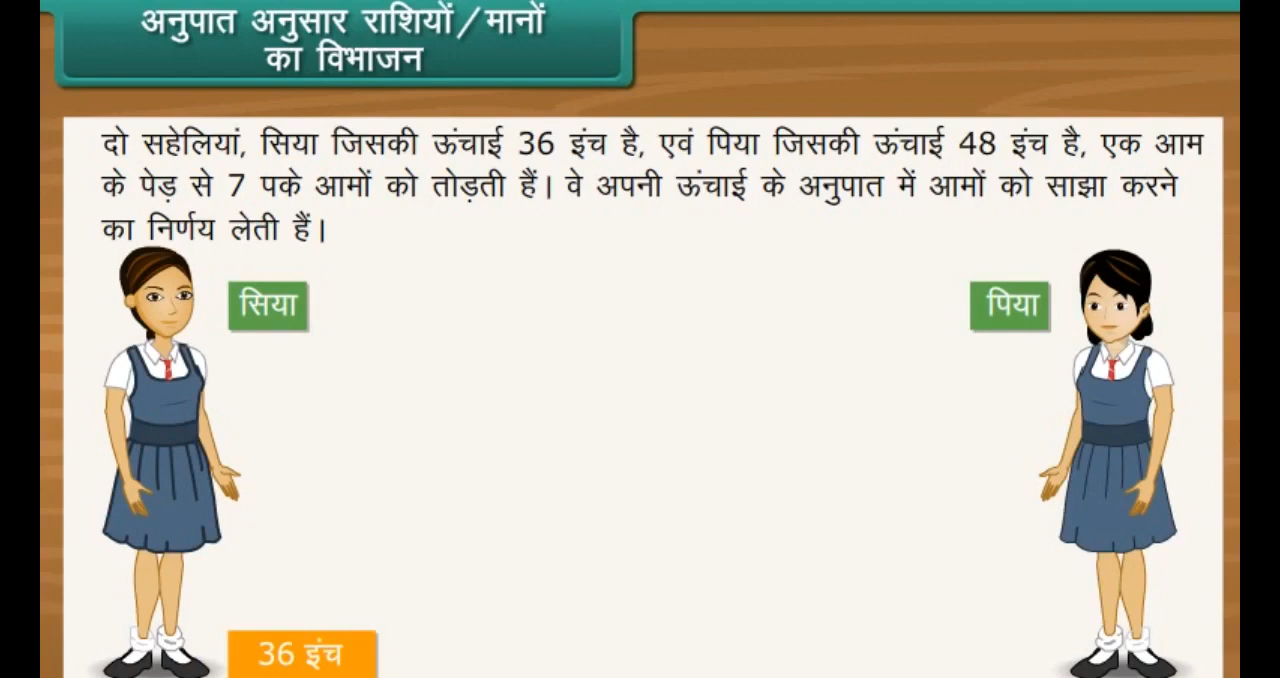 अनुपात अनुसार राशियों/मानों
का विभाजन
दो सहेलियां, सिया जिसकी ऊंचाई 36 इंच है, एवं पिया जिसकी ऊंचाई 48 इंच है, एक आम
के पेड़ से 7 पके आमों को तोड़ती हैं। वे अपनी ऊंचाई के अनुपात में आमों को साझा करने
का निर्णय लेती हैं।
सिया
पिया
36 इंच